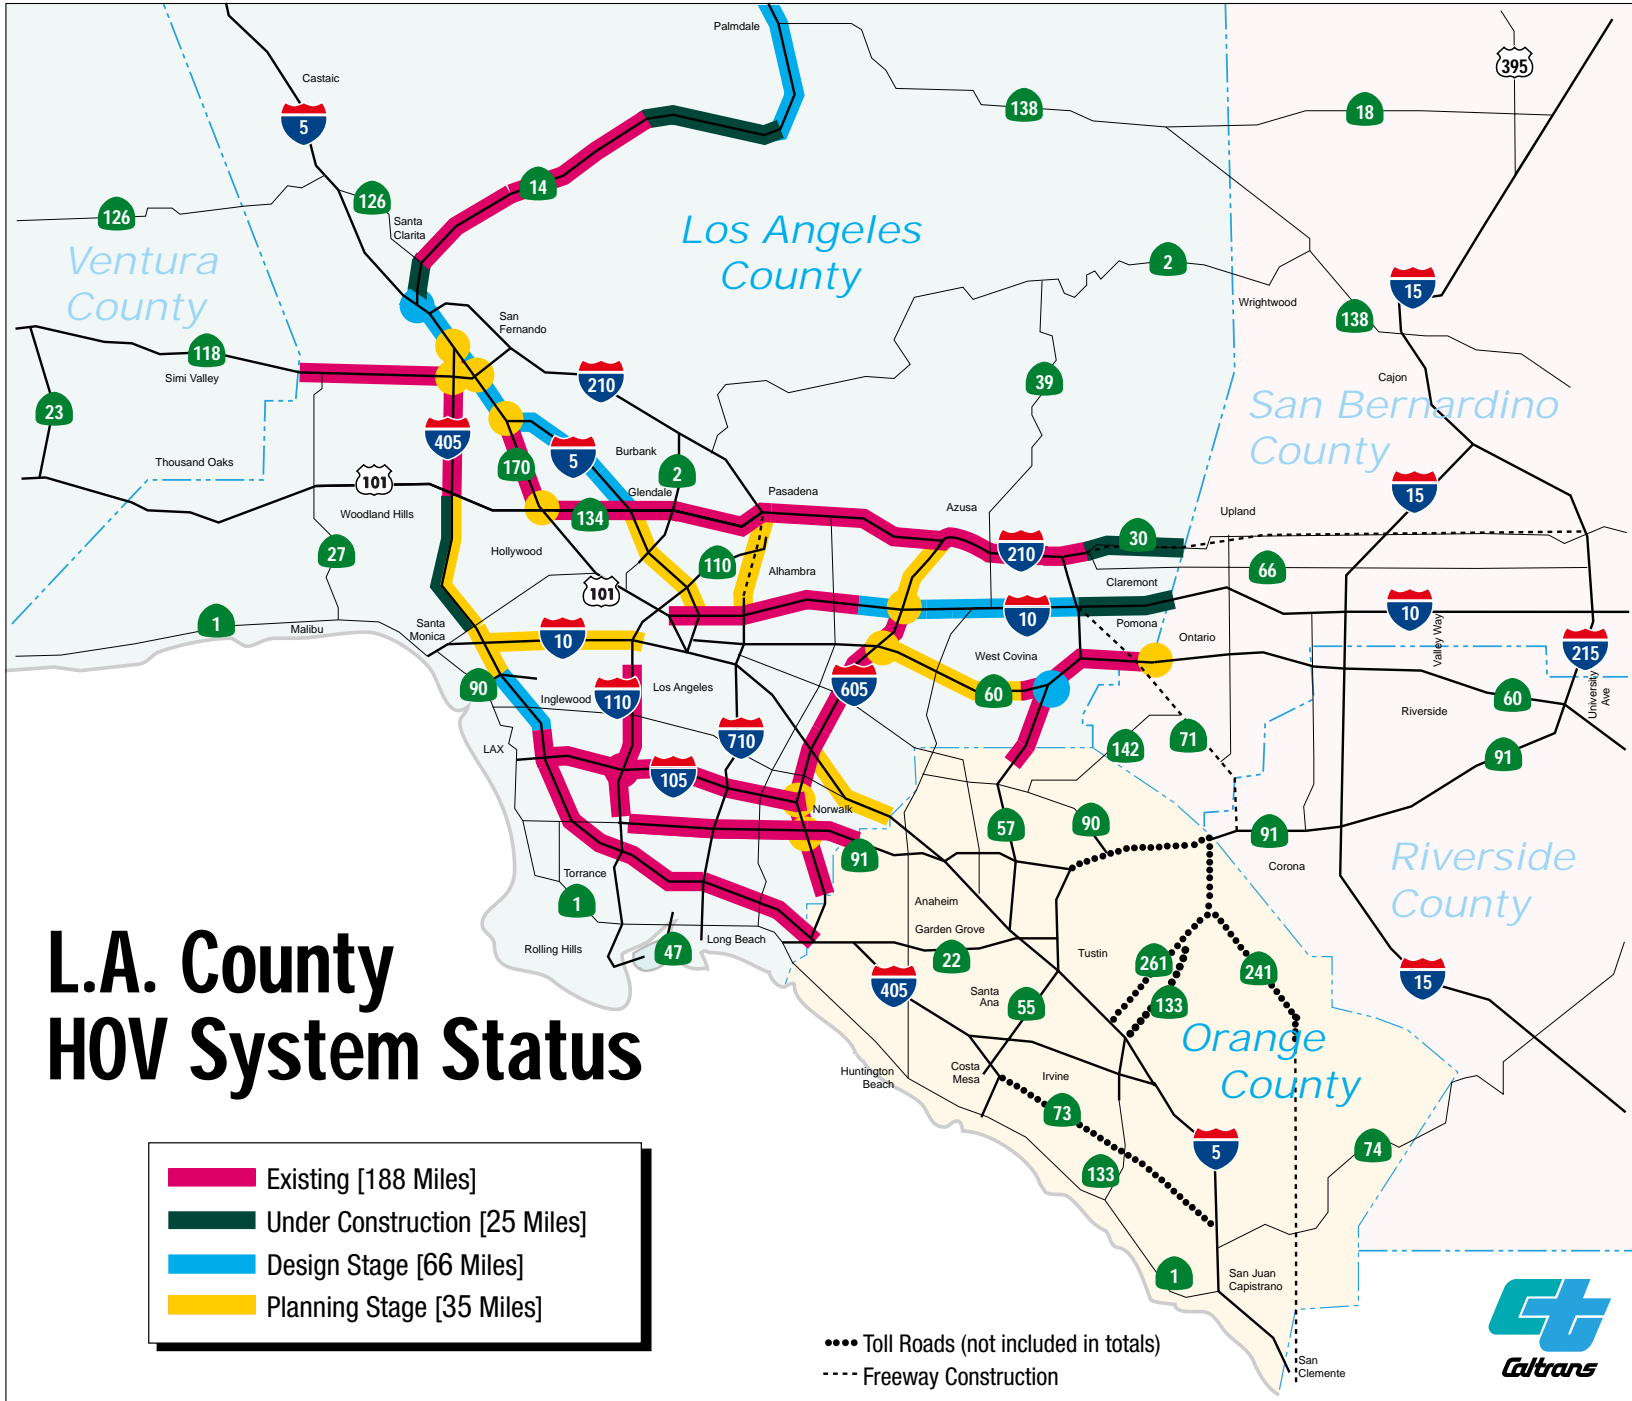 Palmdale
395
Castaic
5
138
18
14
126
126
Santa
Clarita
Los Angeles
County
Ventura
County
2
15
Wrightwood
138
San
Fernando
118
Simi Valley
210
39
Cajon
23
San Bernardino
County
405
Thousand Oaks
170
5
Burbank
2
101
Glendale
Pasadena
15
Woodland Hills
134
Azusa
Upland
27
Hollywood
110
210
30
Alhambra
66
101
Claremont
1
Malibu
Santa
Monica
10
10
Pomona
10
Valley Way
Ontario
215
West Covina
90
Inglewood
110
Los Angeles
605
60
60
University
Ave
Riverside
LAX
710
142
71
91
105
Norwalk
57
90
91
91
Corona
Riverside
County
Torrance
1
Anaheim
Rolling Hills
47
Long Beach
Garden Grove
22
Tustin
261
241
405
Santa
Ana
55
133
15
L.A. County
HOV System Status
Orange
County
Huntington
Beach
Costa
Mesa
Irvine
73
133
5
74
Existing [188 Miles]
Under Construction [25 Miles]
Design Stage [66 Miles]
Planning Stage [35 Miles]
1
San Juan
Capistrano
Toll Roads (not included in totals)
Freeway Construction
San
Clemente
ct
Caltrans